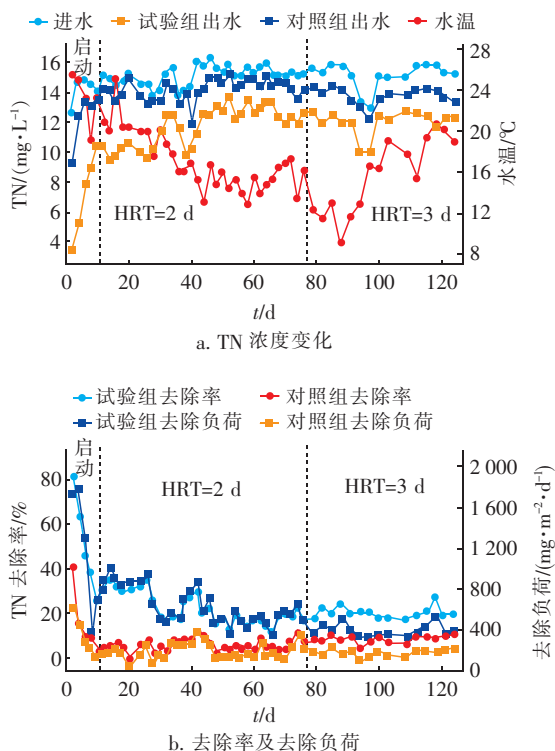 进水 试验组出水 对照组出水 水温
启动
TN/(mg·L⁻¹)
16
14
12
10
8
6
4
HRT=2 d
HRT=3 d
28
24
20
16
12
8
水温/℃
0 20 40 60 80 100 120
t/d
a. TN 浓度变化
试验组去除率 对照组去除率
试验组去除负荷 对照组去除负荷
启动
TN 去除率/%
80
60
40
20
0
HRT=2 d
HRT=3 d
2 000
1 600
1 200
800
400
0
去除负荷/(mg·m⁻²·d⁻¹)
0 20 40 60 80 100 120
t/d
b. 去除率及去除负荷